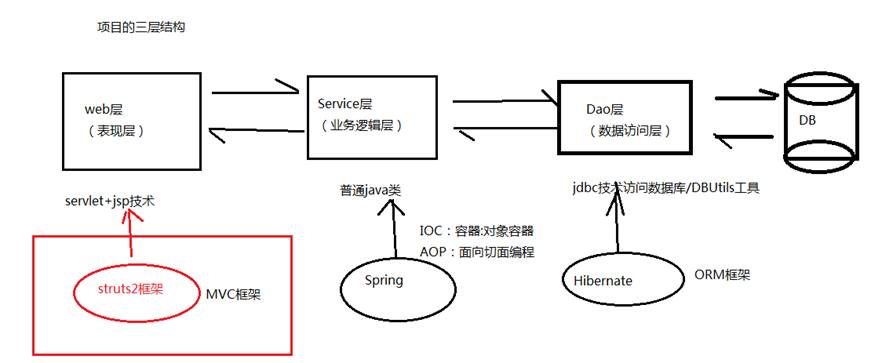 项目的三层结构
web层
（表现层）
Service层
（业务逻辑层）
Dao层
（数据访问层）
DB
servlet+jsp技术
普通java类
jdbc技术访问数据库/DBUtils工具
IOC：容器:对象容器
AOP：面向切面编程
struts2框架
MVC框架
Spring
Hibernate
ORM框架